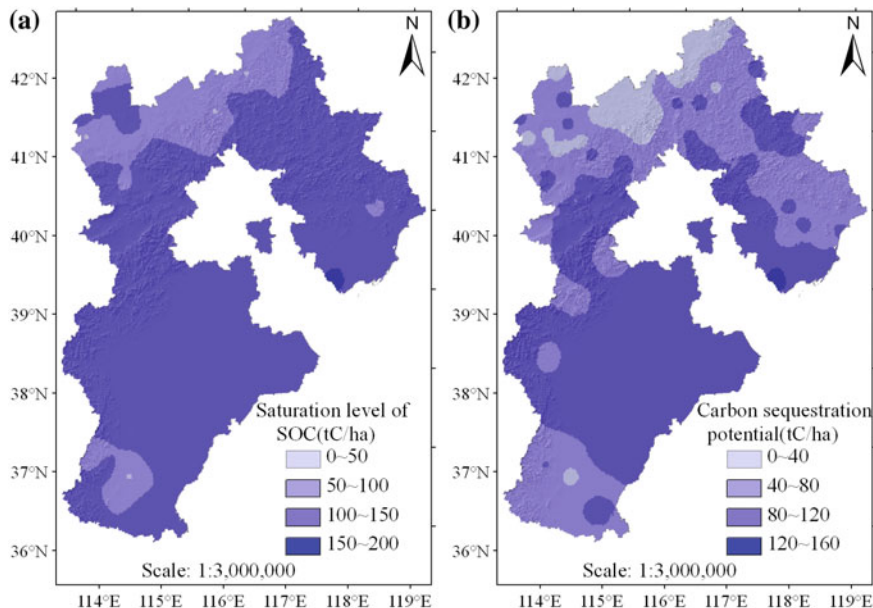 (a)
N
42°N
41°N
40°N
39°N
38°N
37°N
36°N
Saturation level of
SOC(tC/ha)
0~50
50~100
100~150
150~200
Scale: 1:3,000,000
114°E 115°E 116°E 117°E 118°E 119°E
(b)
N
42°N
41°N
40°N
39°N
38°N
37°N
36°N
Carbon sequestration
potential(tC/ha)
0~40
40~80
80~120
120~160
Scale: 1:3,000,000
114°E 115°E 116°E 117°E 118°E 119°E